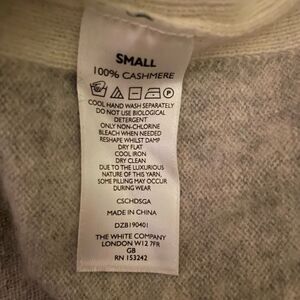 SMALL
100% CASHMERE
COOL HAND WASH SEPARATELY
DO NOT USE BIOLOGICAL
DETERGENT
ONLY NON-CHLORINE
BLEACH WHEN NEEDED
RESHAPE WHILST DAMP
DRY FLAT
COOL IRON
DRY CLEAN
DUE TO THE LUXURIOUS
NATURE OF THIS YARN,
SOME PILLING MAY OCCUR
DURING WEAR
CSCHDSGA
MADE IN CHINA
DZB190401
THE WHITE COMPANY
LONDON W12 7FR
GB
RN 153242